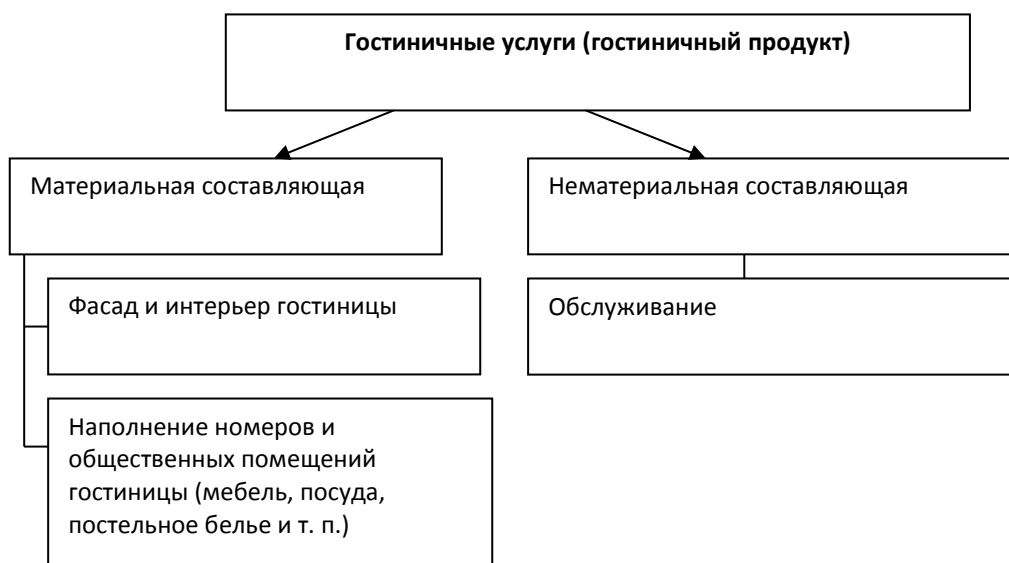 Гостиничные услуги (гостиничный продукт)
Материальная составляющая
Нематериальная составляющая
Фасад и интерьер гостиницы
Обслуживание
Наполнение номеров и
общественных помещений
гостиницы (мебель, посуда,
постельное белье и т. п.)